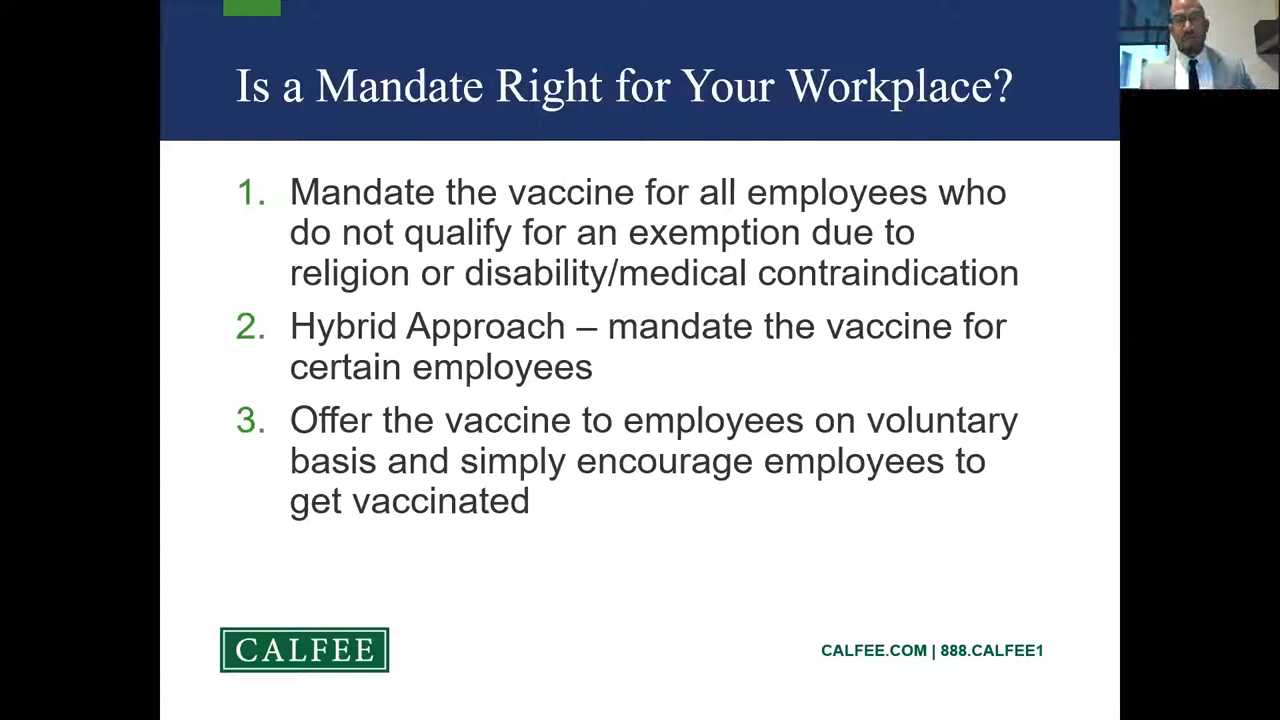 Is a Mandate Right for Your Workplace?
1. Mandate the vaccine for all employees who
do not qualify for an exemption due to
religion or disability/medical contraindication
2. Hybrid Approach – mandate the vaccine for
certain employees
3. Offer the vaccine to employees on voluntary
basis and simply encourage employees to
get vaccinated
CALFEE
CALFEE.COM | 888.CALFEE1